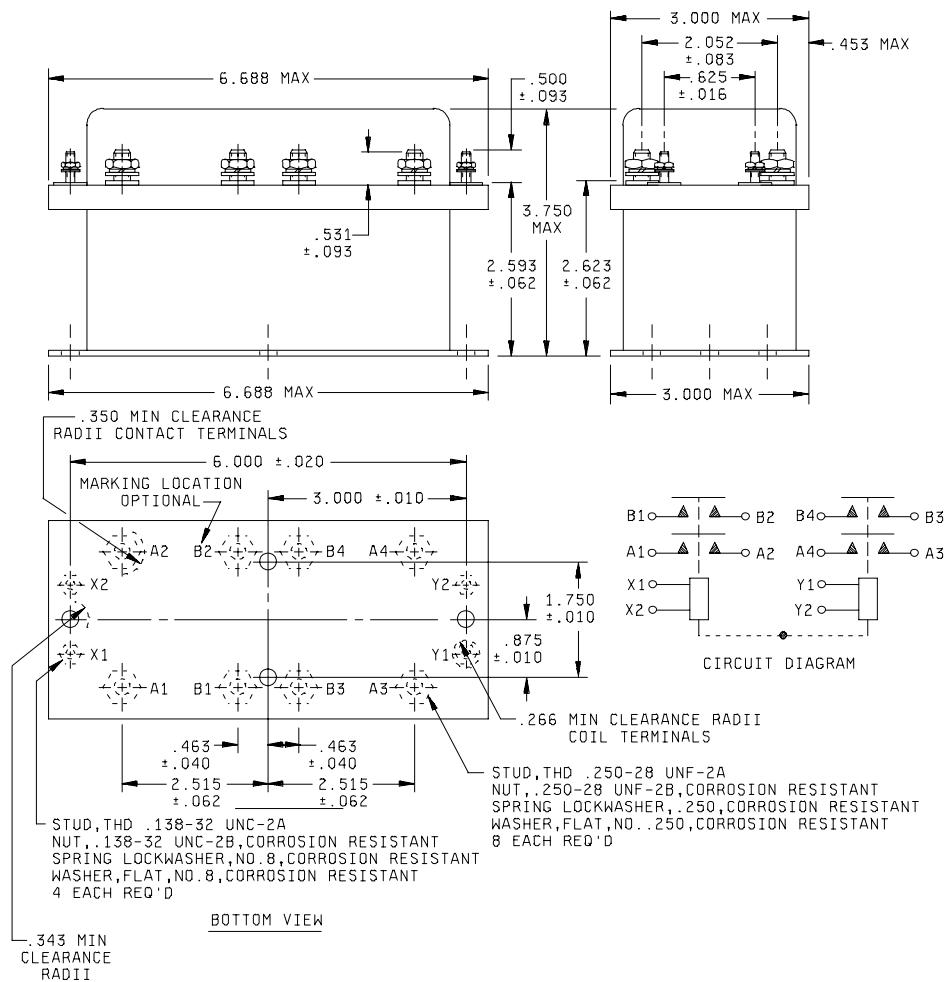 3.000 MAX
2.052
±.083
.453 MAX
6.688 MAX
.500
±.093
.625
±.016
3.750
MAX
.531
±.093
2.593
±.062
2.623
±.062
6.688 MAX
3.000 MAX
.350 MIN CLEARANCE
RADII CONTACT TERMINALS
6.000 ±.020
MARKING LOCATION
OPTIONAL
3.000 ±.010
A2 B2 B4 A4
X2 Y2
1.750
±.010
.875
±.010
X1 Y1
A1 B1 B3 A3
B1 B2 B4 B3
A1 A2 A4 A3
X1 Y1
X2 Y2
CIRCUIT DIAGRAM
.266 MIN CLEARANCE RADII
COIL TERMINALS
.463
±.040
.463
±.040
2.515
±.062
2.515
±.062
STUD,THD .250-28 UNF-2A
NUT,.250-28 UNF-2B,CORROSION RESISTANT
SPRING LOCKWASHER,.250,CORROSION RESISTANT
WASHER,FLAT,NO..250,CORROSION RESISTANT
8 EACH REQ'D
STUD,THD .138-32 UNC-2A
NUT,.138-32 UNC-2B,CORROSION RESISTANT
SPRING LOCKWASHER,NO.8,CORROSION RESISTANT
WASHER,FLAT,NO.8,CORROSION RESISTANT
4 EACH REQ'D
BOTTOM VIEW
.343 MIN
CLEARANCE
RADII